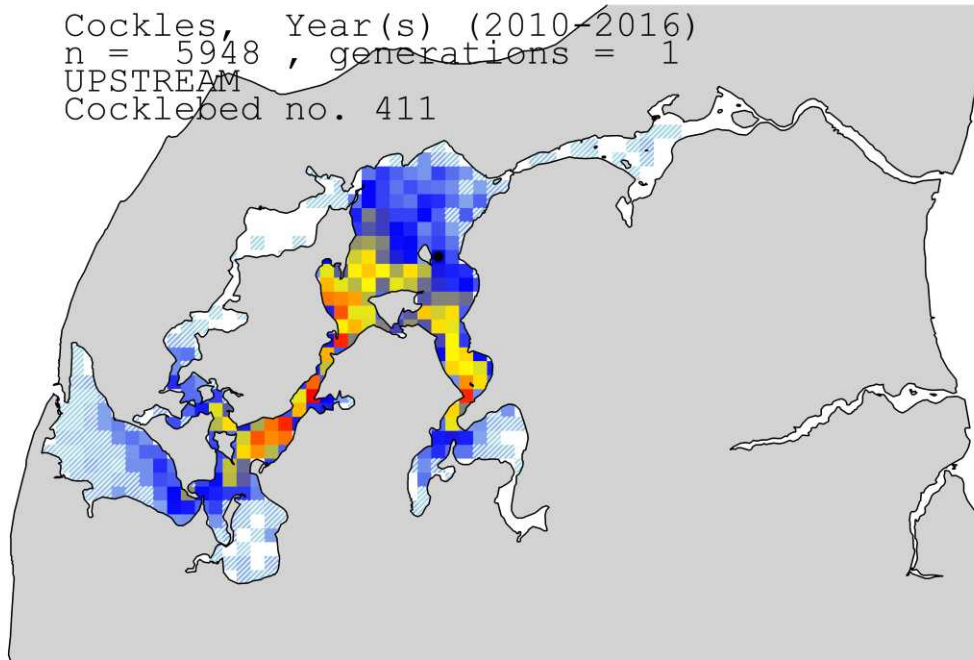 Cockles, Year(s) (2010-2016)
n = 5948 , generations = 1
UPSTREAM
Cocklebed no. 411